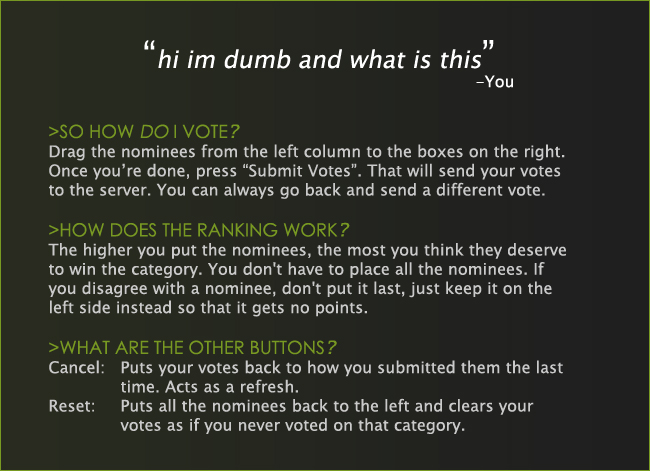 “hi im dumb and what is this”
-You
>SO HOW DO I VOTE?
Drag the nominees from the left column to the boxes on the right.
Once you’re done, press “Submit Votes”. That will send your votes
to the server. You can always go back and send a different vote.
>HOW DOES THE RANKING WORK?
The higher you put the nominees, the most you think they deserve
to win the category. You don't have to place all the nominees. If
you disagree with a nominee, don't put it last, just keep it on the
left side instead so that it gets no points.
>WHAT ARE THE OTHER BUTTONS?
Cancel: Puts your votes back to how you submitted them the last
time. Acts as a refresh.
Reset: Puts all the nominees back to the left and clears your
votes as if you never voted on that category.